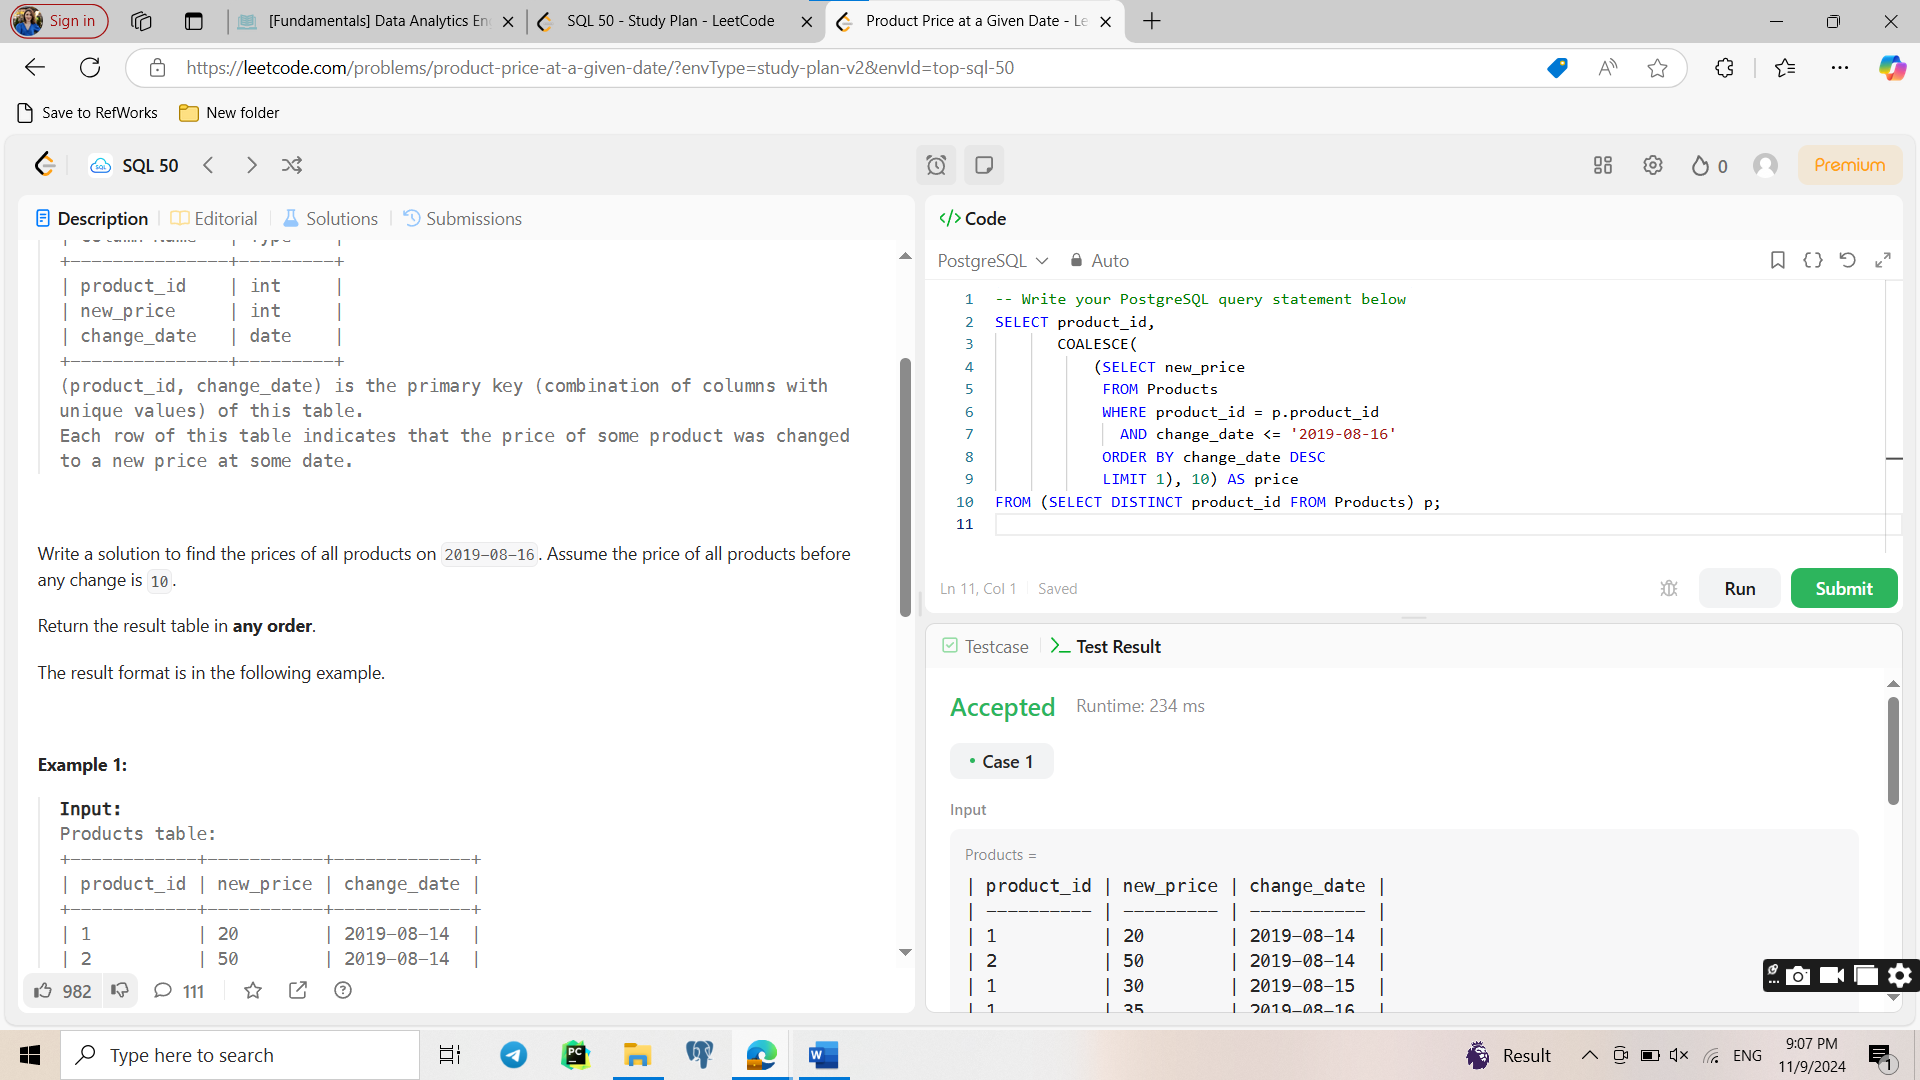 Sign in
[Fundamentals] Data Analytics En
SQL 50 - Study Plan - LeetCode
Product Price at a Given Date - Le
https://leetcode.com/problems/product-price-at-a-given-date/?envType=study-plan-v2&envId=top-sql-50
Save to RefWorks
New folder
SQL 50
0
Premium
Description
Editorial
Solutions
Submissions
| Column Name | Type |
+---------------+---------+
| product_id | int |
| new_price | int |
| change_date | date |
+---------------+---------+
(product_id, change_date) is the primary key (combination of columns with
unique values) of this table.
Each row of this table indicates that the price of some product was changed
to a new price at some date.
Write a solution to find the prices of all products on 2019-08-16. Assume the price of all products before
any change is 10.
Return the result table in any order.
The result format is in the following example.
Example 1:
Input:
Products table:
+------------+-----------+-------------+
| product_id | new_price | change_date |
+------------+-----------+-------------+
| 1 | 20 | 2019-08-14 |
| 2 | 50 | 2019-08-14 |
982
111
</> Code
PostgreSQL
Auto
1 -- Write your PostgreSQL query statement below
2 SELECT product_id,
3 COALESCE(
4 (SELECT new_price
5 FROM Products
6 WHERE product_id = p.product_id
7 AND change_date <= '2019-08-16'
8 ORDER BY change_date DESC
9 LIMIT 1), 10) AS price
10 FROM (SELECT DISTINCT product_id FROM Products) p;
11
Ln 11, Col 1
Saved
Run
Submit
Testcase
>_ Test Result
Accepted
Runtime: 234 ms
• Case 1
Input
Products =
| product_id | new_price | change_date |
| ---------- | --------- | ----------- |
| 1 | 20 | 2019-08-14 |
| 2 | 50 | 2019-08-14 |
| 1 | 30 | 2019-08-15 |
| 1 | 35 | 2019-08-16 |
Type here to search
PC
W
Result
ENG
9:07 PM
11/9/2024
1